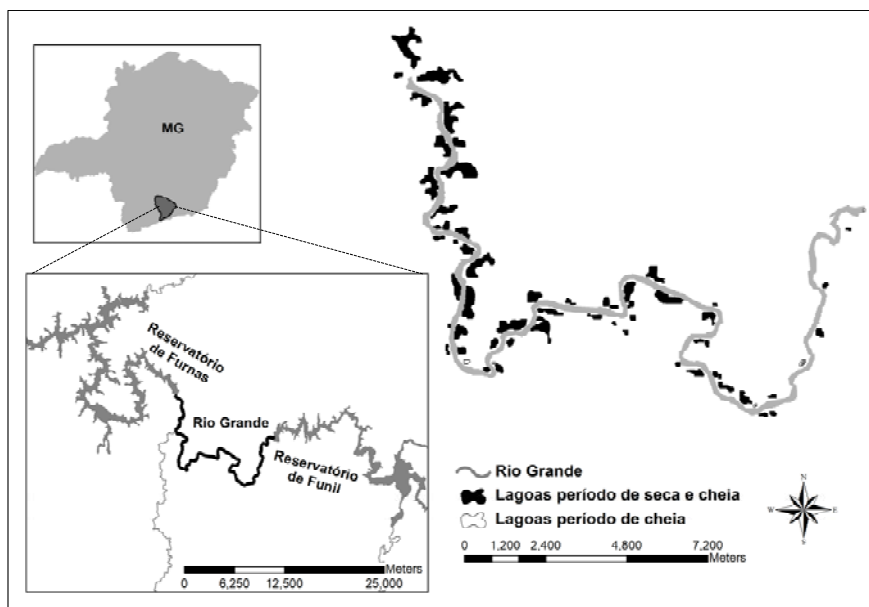 MG
Reservatório
de Furnas
Rio Grande
Reservatório
de Funil
Meters
0 6,250 12,500 25,000
Rio Grande
Lagoas período de seca e cheia
Lagoas período de cheia
0 1,200 2,400 4,800 7,200
Meters
N
W E
S